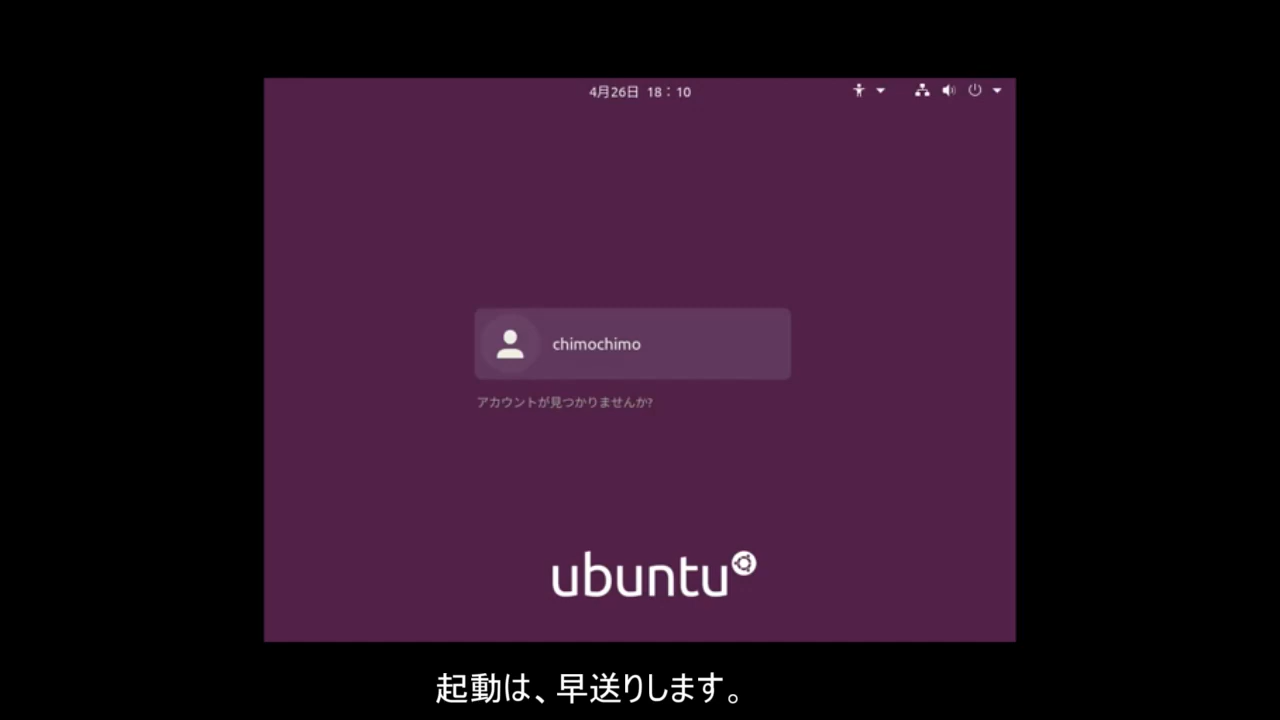 4月26日 18：10
chimochimo
アカウントが見つかりませんか?
ubuntu
起動は、早送りします。